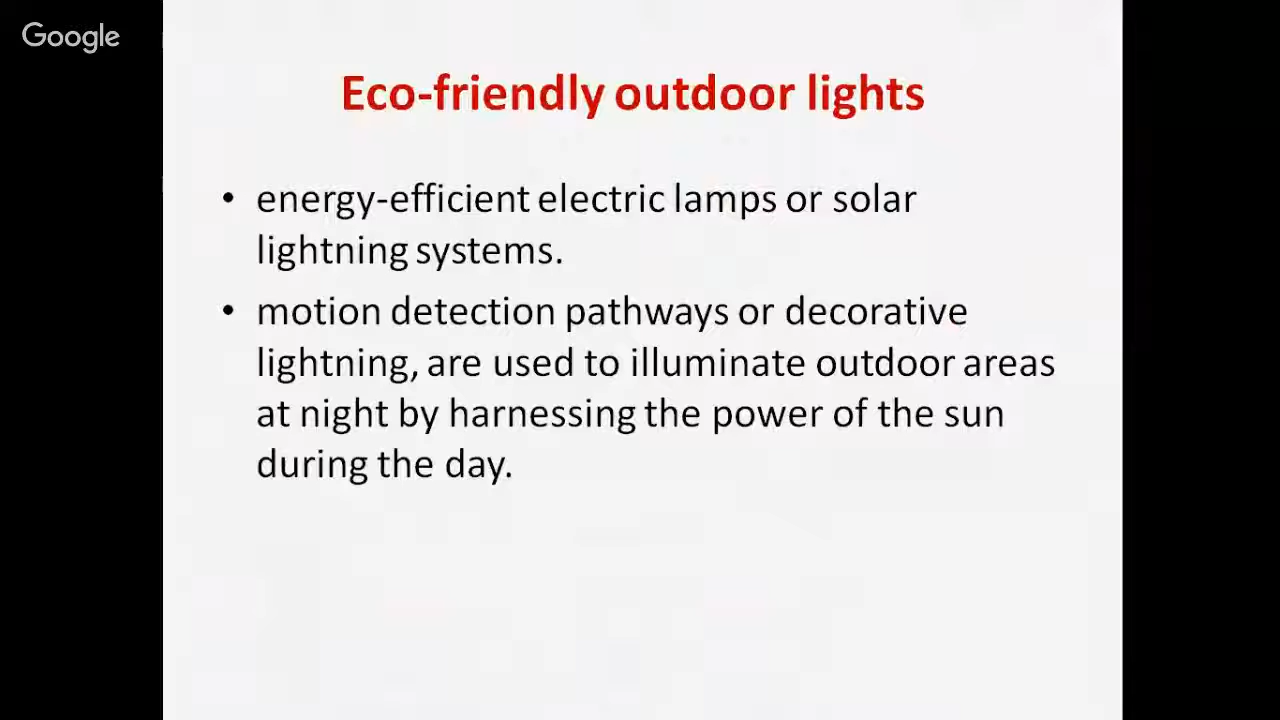 Google
Eco-friendly outdoor lights
• energy-efficient electric lamps or solar
lightning systems.
• motion detection pathways or decorative
lightning, are used to illuminate outdoor areas
at night by harnessing the power of the sun
during the day.